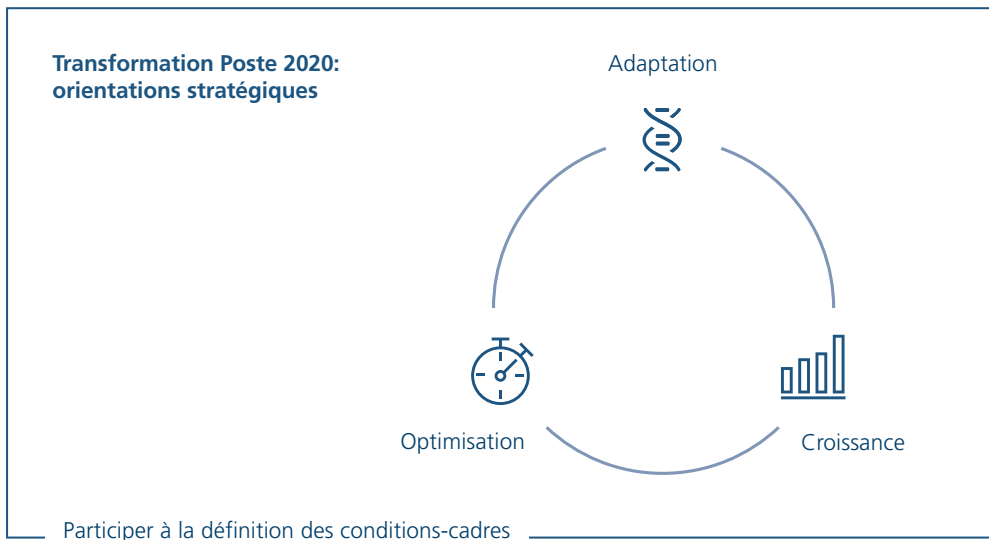 Transformation Poste 2020:
orientations stratégiques
Adaptation
Optimisation
Croissance
Participer à la définition des conditions-cadres